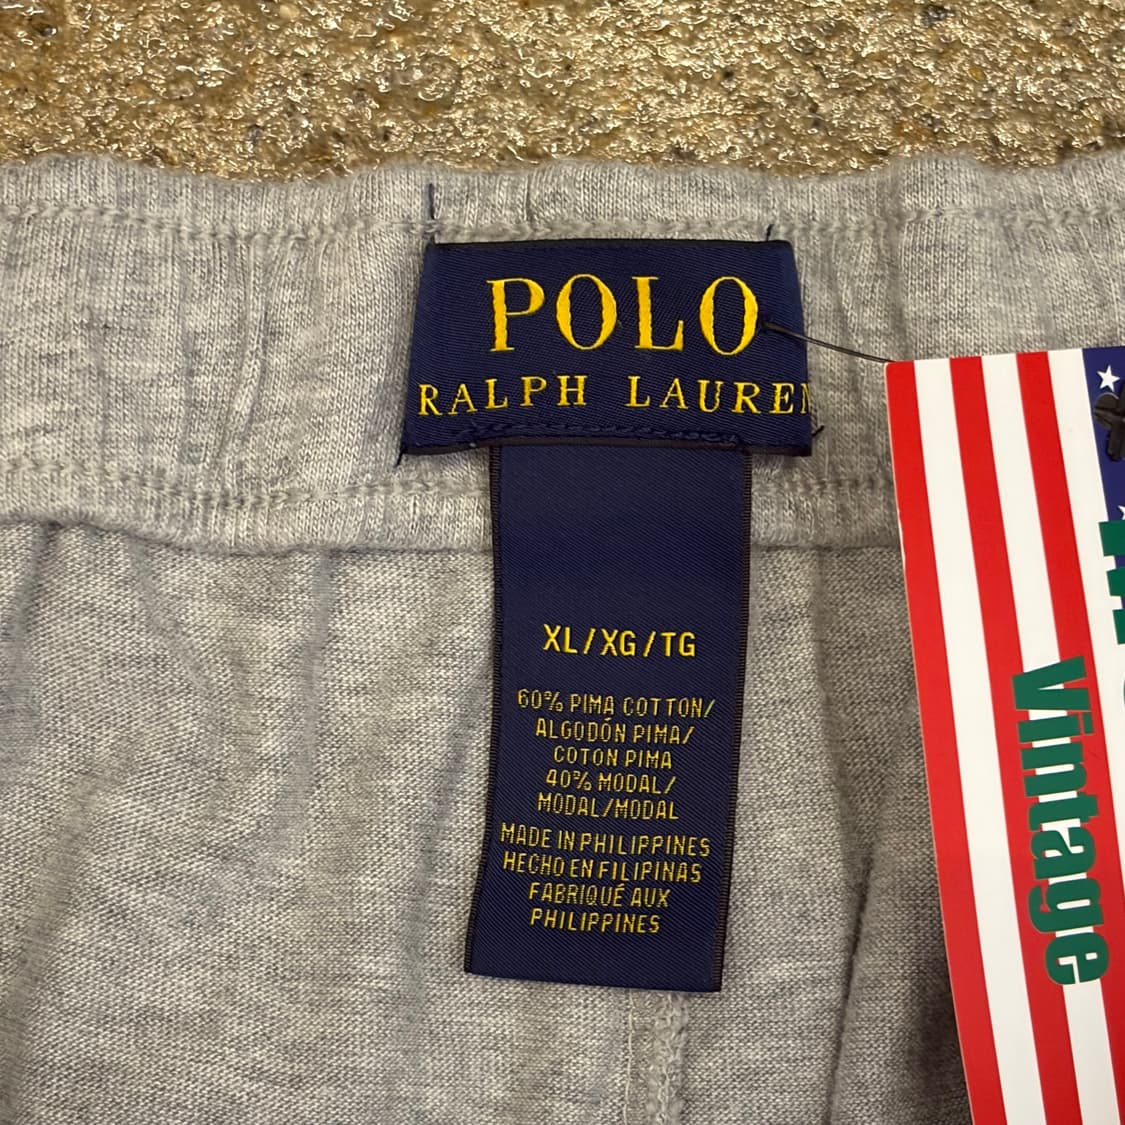 POLO
RALPH LAUREN
XL/XG/TG
60% PIMA COTTON/
ALGODÓN PIMA/
COTON PIMA
40% MODAL/
MODAL/MODAL
MADE IN PHILIPPINES
HECHO EN FILIPINAS
FABRIQUÉ AUX
PHILIPPINES
Vintage